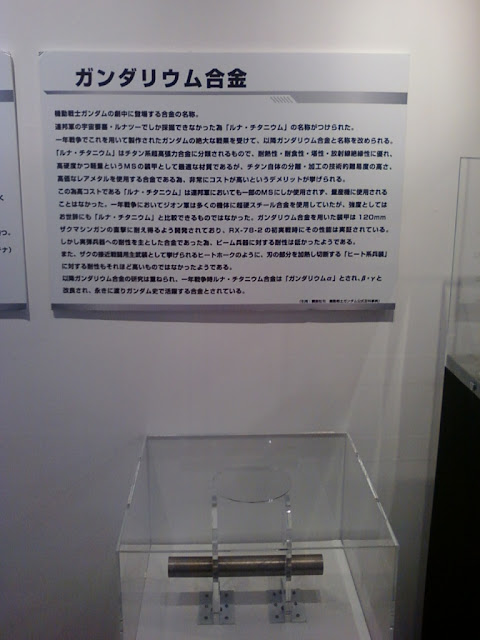 ガンダリウム合金
機動戦士ガンダムの劇中に登場する合金の名称。
連邦軍の宇宙要塞・ルナツーでしか採掘できなかった為「ルナ・チタニウム」の名称がつけられた。
一年戦争でこれを用いて製作されたガンダムの絶大な戦果を受けて、以降ガンダリウム合金と名称を改められる。
「ルナ・チタニウム」はチタン系超高張力合金に分類されるもので、耐熱性・耐食性・堪性・放射線絶縁性に優れ、
高硬度かつ軽量というMSの装甲として最適な材質であるが、チタン自体の分離・加工の技術的難易度の高さ、
高価なレアメタルを使用する合金である為、非常にコストが高いというデメリットが挙げられる。
この為高コストである「ルナ・チタニウム」は連邦軍においても一部のMSにしか使用されず、量産機に使用される
ことはなかった。一年戦争においてジオン軍は多くの機体に超硬スチール合金を使用していたが、強度としては
お世辞にも「ルナ・チタニウム」と比較できるものではなかった。ガンダリウム合金を用いた装甲は120mm
ザクマシンガンの直撃に耐え得るよう開発されており、RX-78-2の初実戦時にその性能は実証されている。
しかし実弾兵器への耐性を主とした合金であった為、ビーム兵器に対する耐性は低かったようである。
また、ザクの接近戦闘用主武装として挙げられるヒートホークのように、刃の部分を加熱し切断する「ヒート系兵装」
に対する耐性もそれほど高いものではなかったようである。
以降ガンダリウム合金の研究は重ねられ、一年戦争時ルナ・チタニウム合金は「ガンダリウムα」とされ、β・γと
改良され、永きに渡りガンダム史で活躍する合金とされている。